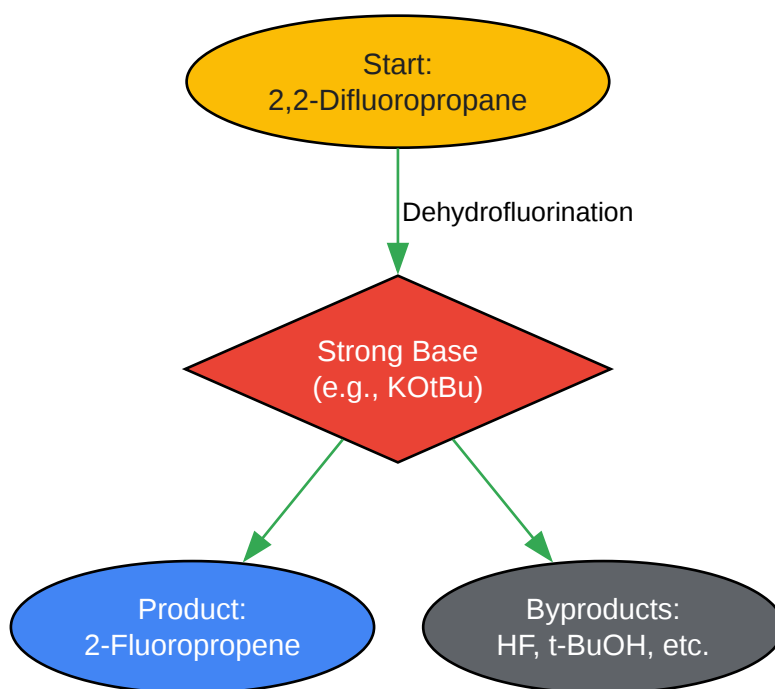 Start:
2,2-Difluoropropane
Dehydrofluorination
Strong Base
(e.g., KOtBu)
Product:
2-Fluoropropene
Byproducts:
HF, t-BuOH, etc.